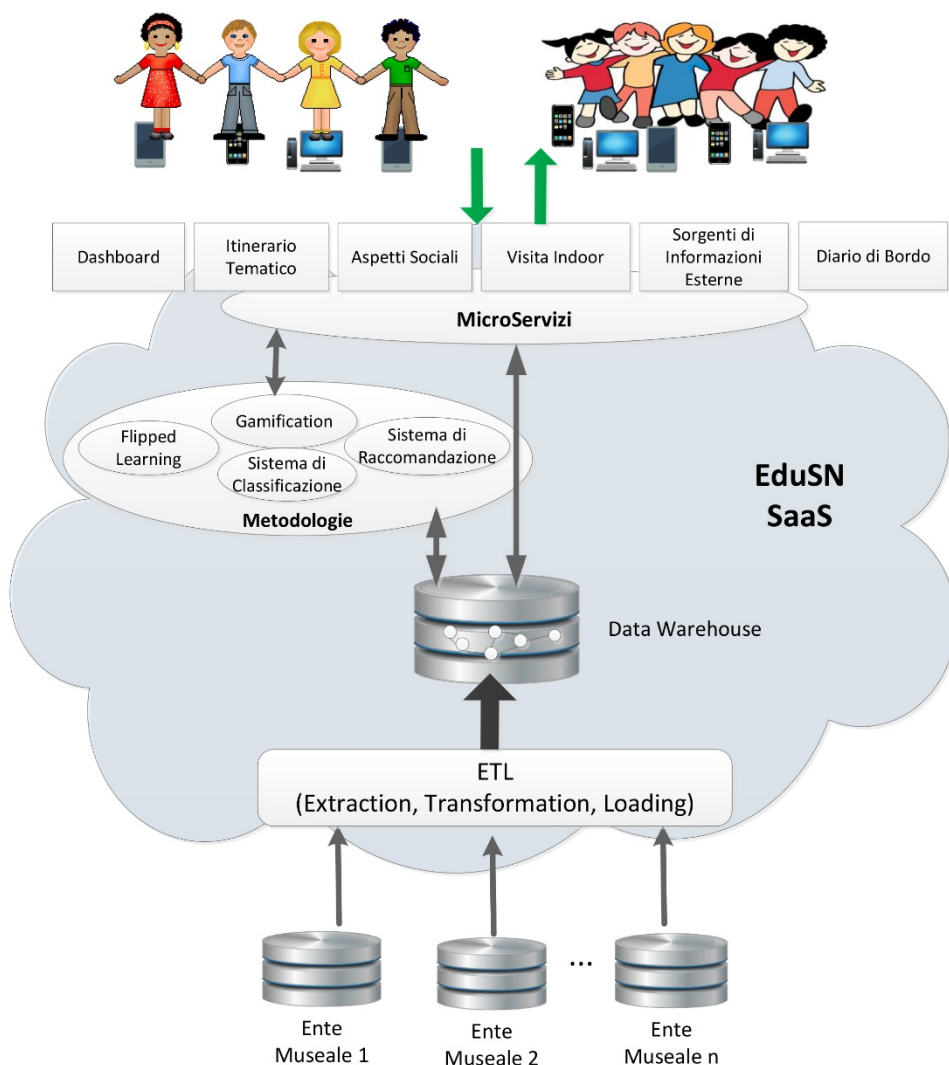 Dashboard
Itinerario
Tematico
Aspetti Sociali
Visita Indoor
Sorgenti di
Informazioni
Esterne
Diario di Bordo
MicroServizi
Gamification
Flipped
Learning
Sistema di
Raccomandazione
Sistema di
Classificazione
Metodologie
EduSN
SaaS
Data Warehouse
ETL
(Extraction, Transformation, Loading)
...
Ente
Museale 1
Ente
Museale 2
Ente
Museale n